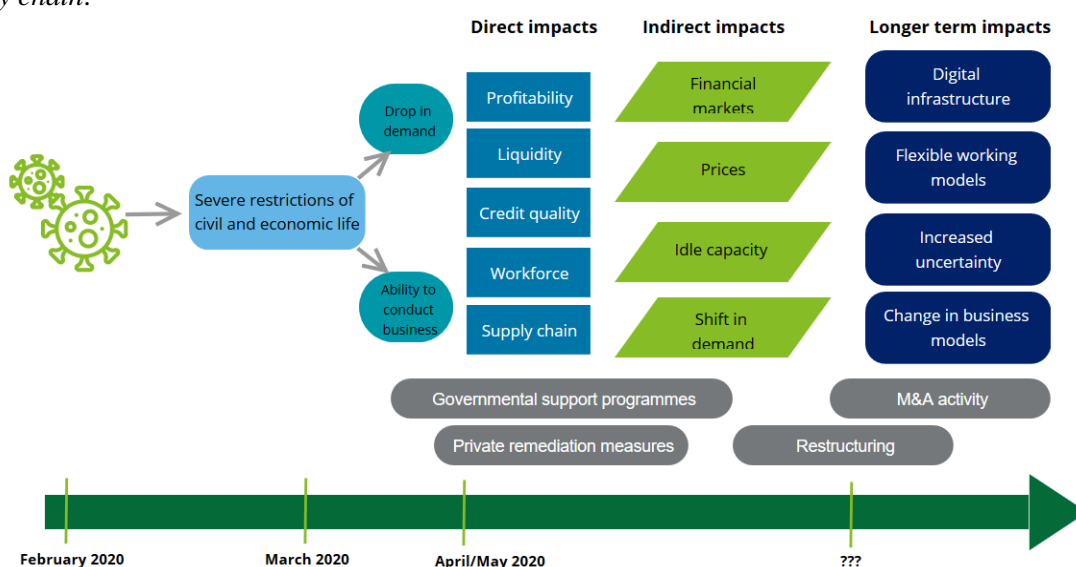 y chain.
Direct impacts
Indirect impacts
Longer term impacts
Drop in
demand
Severe restrictions of
civil and economic life
Ability to
conduct
business
Profitability
Liquidity
Credit quality
Workforce
Supply chain
Financial
markets
Prices
Idle capacity
Shift in
demand
Digital
infrastructure
Flexible working
models
Increased
uncertainty
Change in business
models
Governmental support programmes
M&A activity
Private remediation measures
Restructuring
February 2020
March 2020
April/May 2020
???